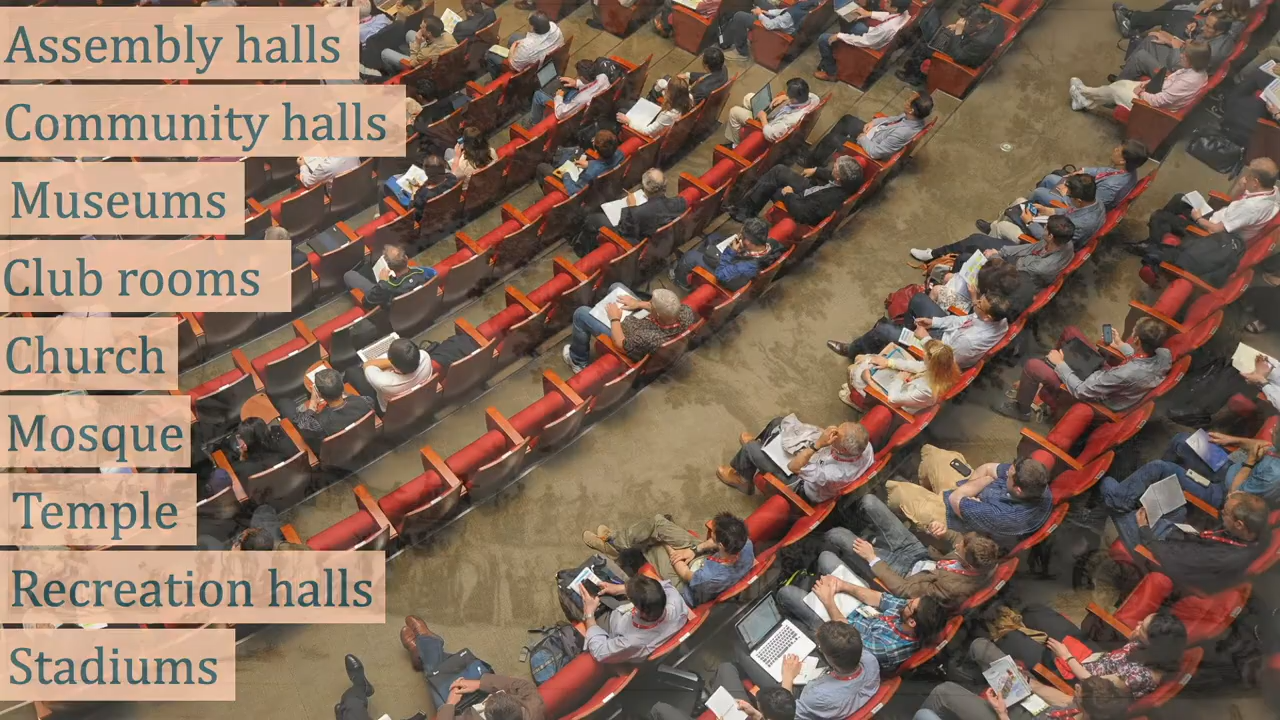 Assembly halls
Community halls
Museums
Club rooms
Church
Mosque
Temple
Recreation halls
Stadiums